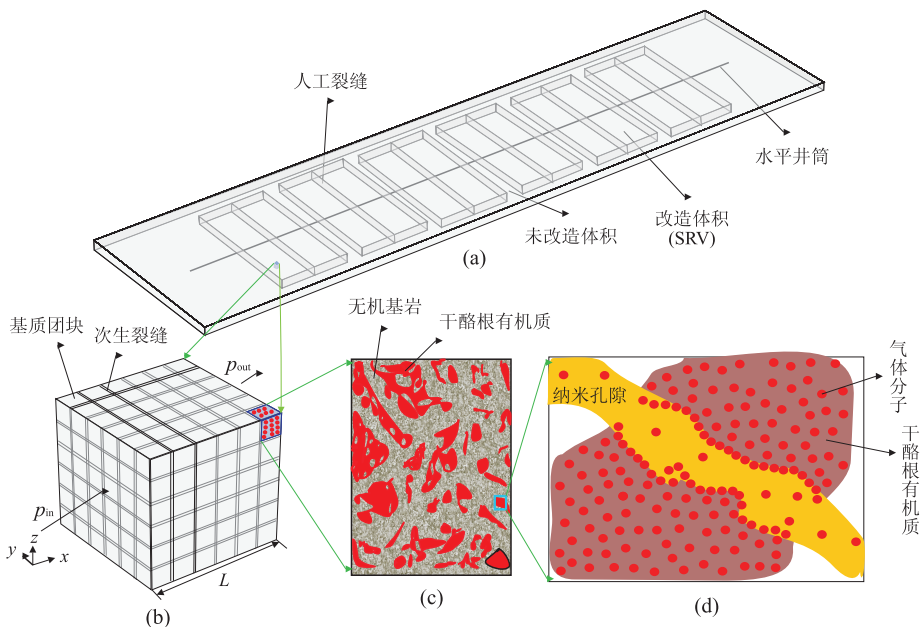 人工裂缝
水平井筒
未改造体积
改造体积
(SRV)
(a)
基质团块
次生裂缝
pout
pin
z
y
x
L
(b)
无机基岩
干酪根有机质
(c)
纳米孔隙
气体分子
干酪根有机质
(d)